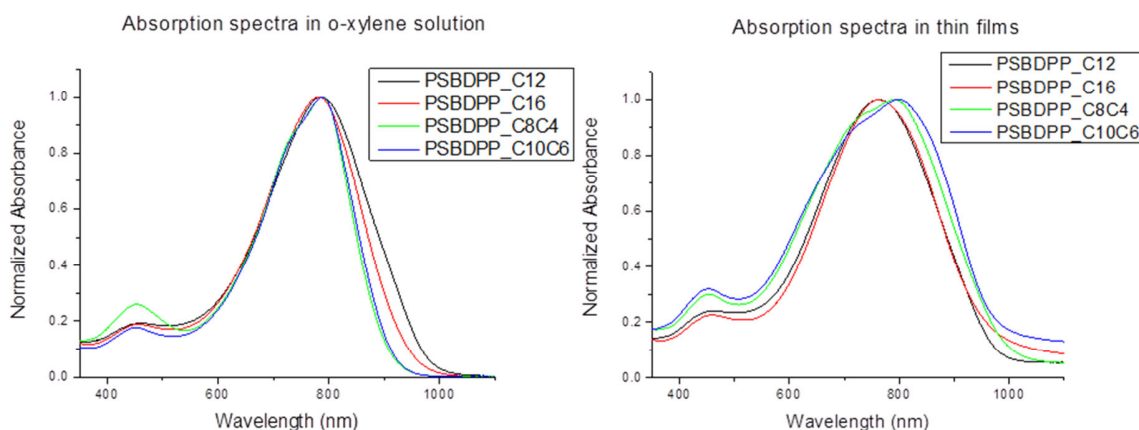 Absorption spectra in o-xylene solution
PSBDPP_C12
PSBDPP_C16
PSBDPP_C8C4
PSBDPP_C10C6
Normalized Absorbance
1.0
0.8
0.6
0.4
0.2
0.0
400
600
800
1000
Wavelength (nm)
Absorption spectra in thin films
PSBDPP_C12
PSBDPP_C16
PSBDPP_C8C4
PSBDPP_C10C6
Normalized Absorbance
1.0
0.8
0.6
0.4
0.2
0.0
400
600
800
1000
Wavelength (nm)